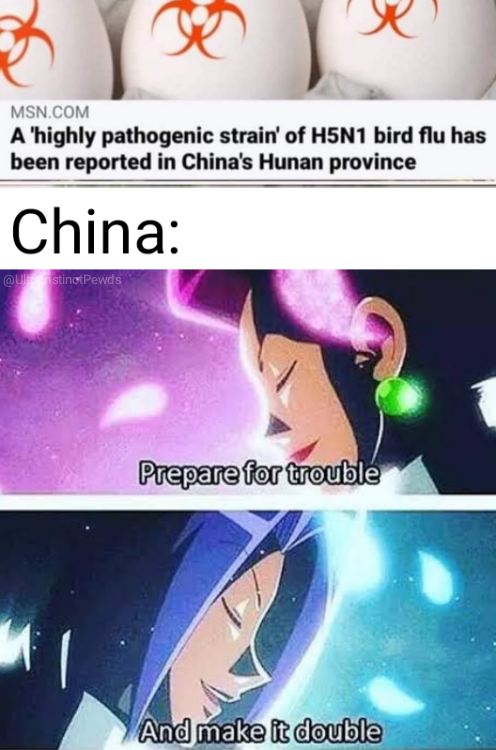 MSN.COM
A 'highly pathogenic strain' of H5N1 bird flu has
been reported in China's Hunan province
China:
@UltraInstinctPewds
Prepare for trouble
And make it double